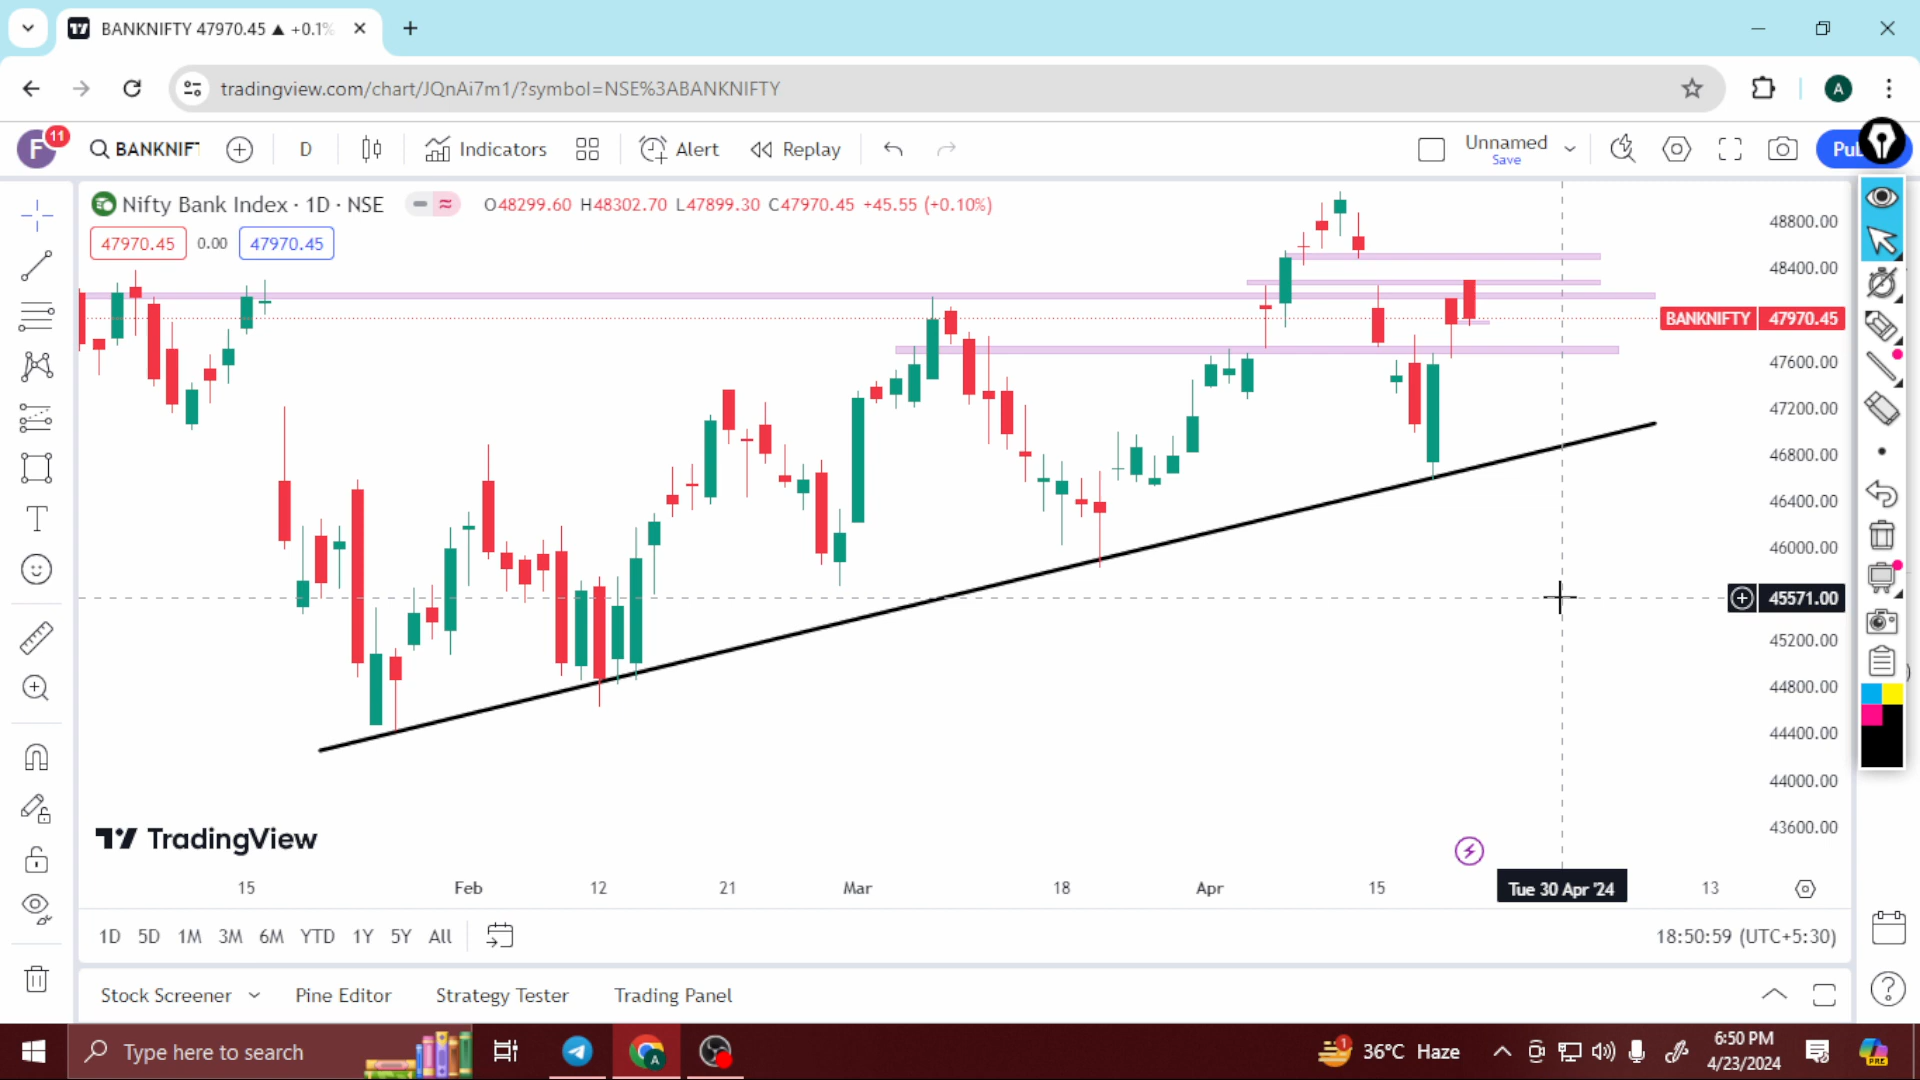 BANKNIFTY 47970.45 ▲ +0.1%
tradingview.com/chart/JQnAi7m1/?symbol=NSE%3ABANKNIFTY
A
F
11
BANKNIFT
D
Indicators
Alert
Replay
Unnamed
Save
Pu
Nifty Bank Index · 1D · NSE
O48299.60 H48302.70 L47899.30 C47970.45 +45.55 (+0.10%)
47970.45 0.00 47970.45
48800.00
48400.00
BANKNIFTY 47970.45
47600.00
47200.00
46800.00
46400.00
46000.00
45571.00
45200.00
44800.00
44400.00
44000.00
43600.00
TradingView
15 Feb 12 21 Mar 18 Apr 15 Tue 30 Apr '24 13
1D 5D 1M 3M 6M YTD 1Y 5Y All
18:50:59 (UTC+5:30)
Stock Screener Pine Editor Strategy Tester Trading Panel
Type here to search
A
1
36°C Haze
6:50 PM
4/23/2024
PRE